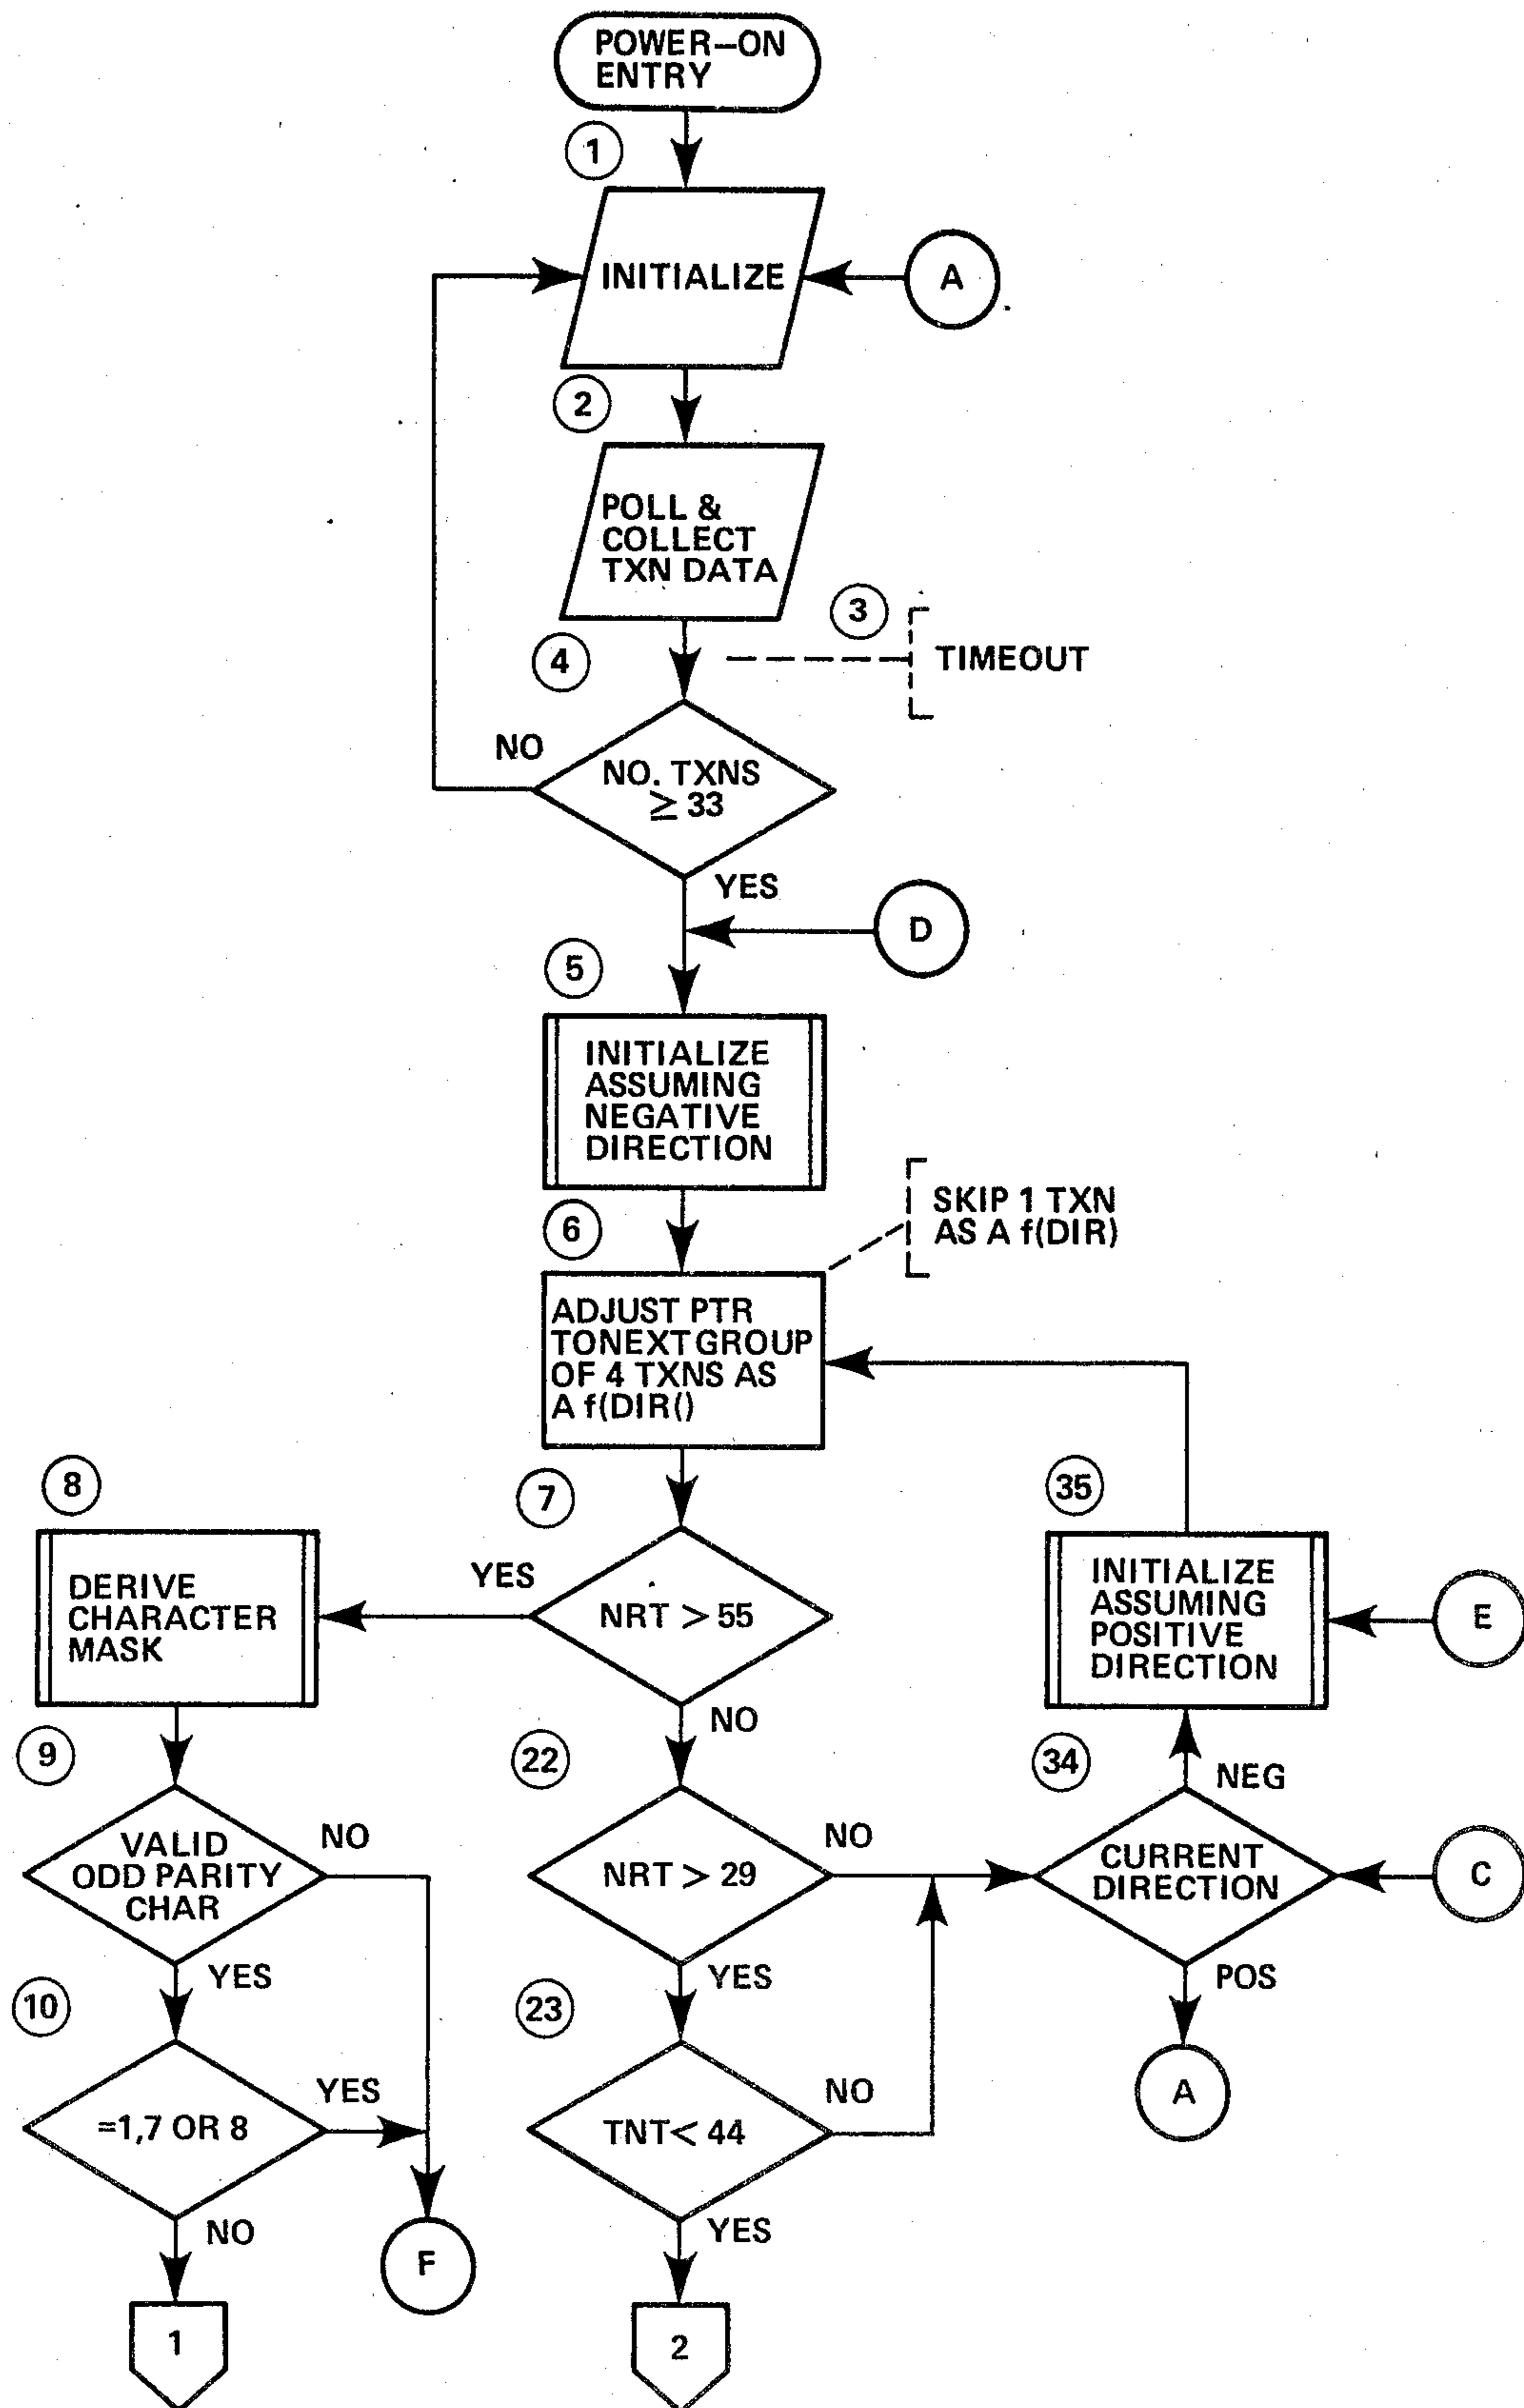 POWER-ON
ENTRY
1
INITIALIZE
A
2
POLL &
COLLECT
TXN DATA
3
TIMEOUT
4
NO
NO. TXNS
≥ 33
YES
D
5
INITIALIZE
ASSUMING
NEGATIVE
DIRECTION
6
SKIP 1 TXN
AS A f(DIR)
ADJUST PTR
TONEXT GROUP
OF 4 TXNS AS
A f(DIR()
7
NRT > 55
YES
NO
8
DERIVE
CHARACTER
MASK
9
VALID
ODD PARITY
CHAR
NO
YES
10
=1,7 OR 8
YES
NO
F
1
22
NRT > 29
NO
YES
23
TNT< 44
NO
YES
2
35
INITIALIZE
ASSUMING
POSITIVE
DIRECTION
E
34
NEG
CURRENT
DIRECTION
C
POS
A